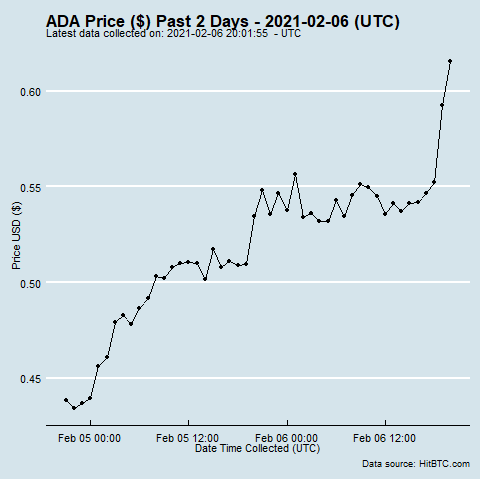 ADA Price ($) Past 2 Days - 2021-02-06 (UTC)
Latest data collected on: 2021-02-06 20:01:55 - UTC
0.60
0.55
0.50
0.45
Price USD ($)
Feb 05 00:00 Feb 05 12:00 Feb 06 00:00 Feb 06 12:00
Date Time Collected (UTC)
Data source: HitBTC.com